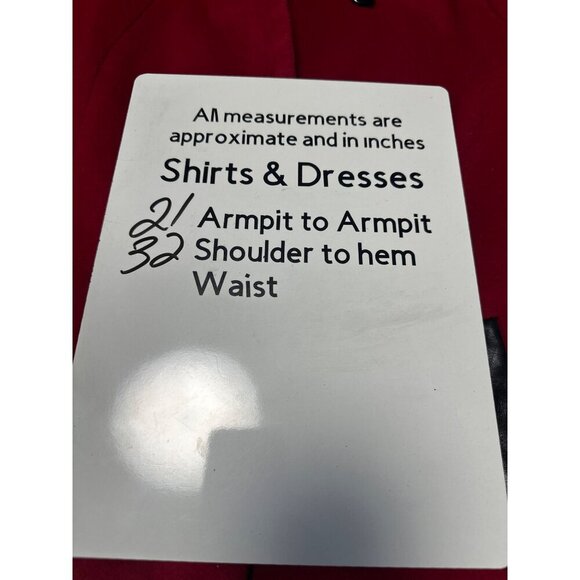 All measurements are
approximate and in inches
Shirts & Dresses
21 Armpit to Armpit
32 Shoulder to hem
Waist